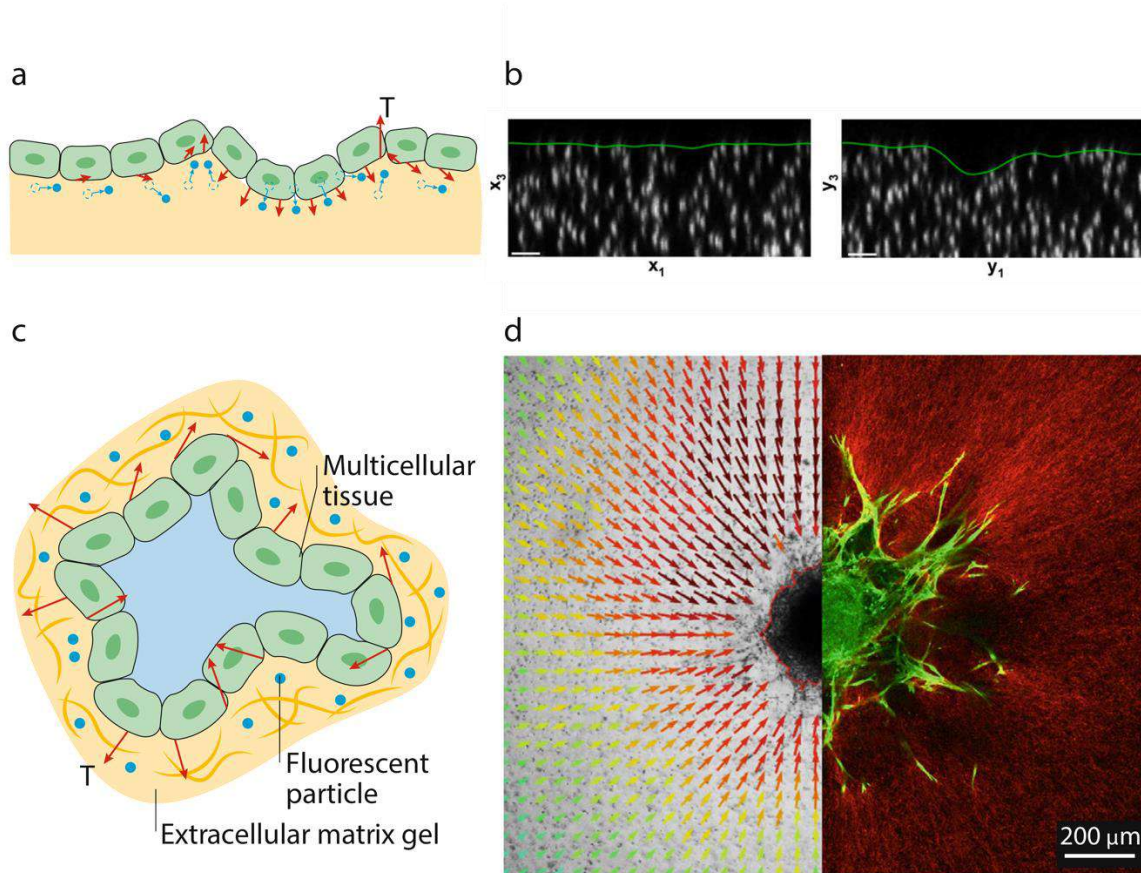 a
T
b
x3
x1
y3
y1
c
Multicellular
tissue
T
Fluorescent
particle
Extracellular matrix gel
d
200 µm